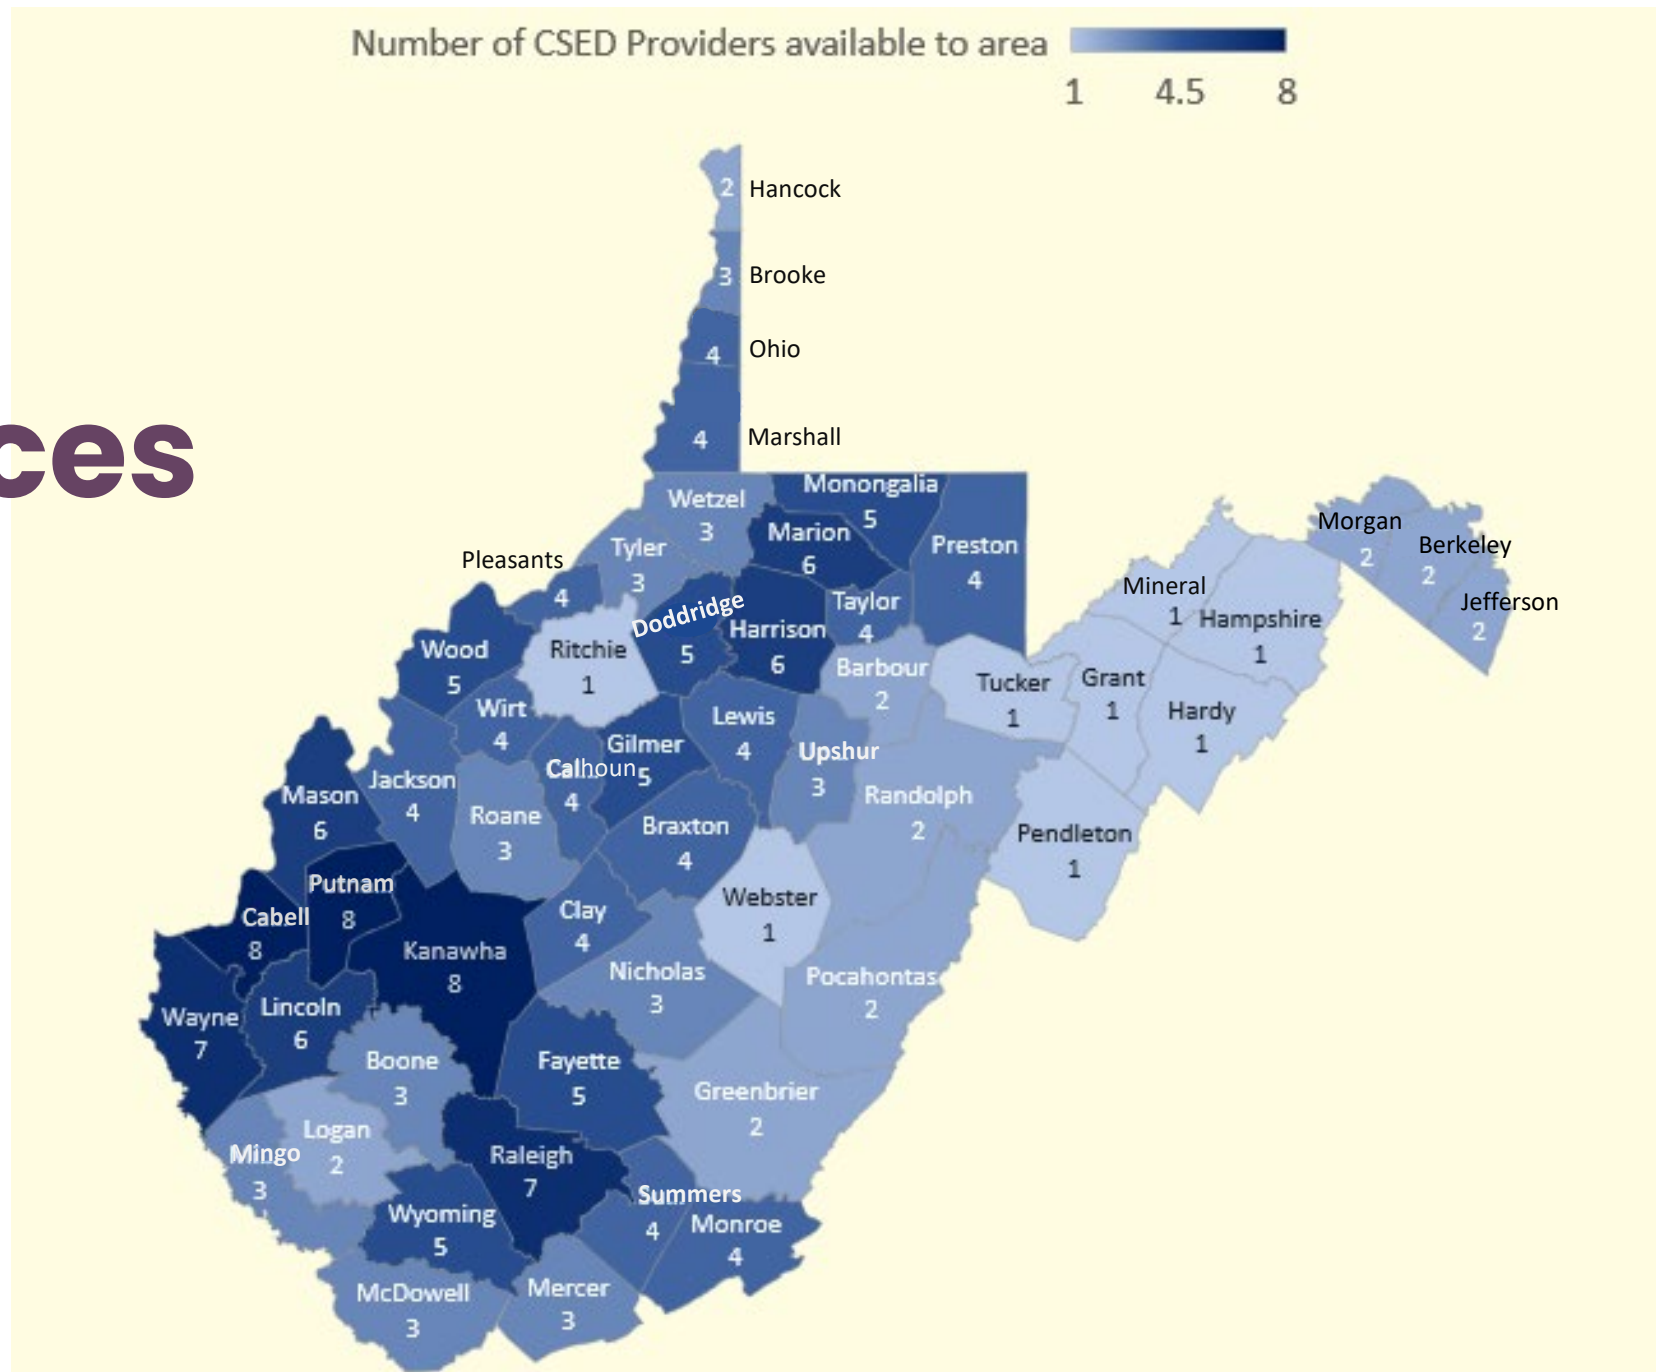 Number of CSED Providers available to area
1 4.5 8
2 Hancock
3 Brooke
4 Ohio
ces
4 Marshall
Wetzel
3
Monongalia
5
Marion
6
Preston
4
Pleasants
4
Tyler
3
Doddridge
5
Harrison
6
Taylor
4
Morgan
2
Berkeley
2
Jefferson
2
Mineral
1
Hampshire
1
Wood
5
Ritchie
1
Barbour
2
Tucker
1
Grant
1
Hardy
1
Wirt
4
Gilmer
5
Lewis
4
Upshur
3
Calhoun
4
Jackson
4
Mason
6
Roane
3
Braxton
4
Randolph
2
Pendleton
1
Putnam
8
Cabell
8
Kanawha
8
Clay
4
Webster
1
Nicholas
3
Pocahontas
2
Wayne
7
Lincoln
6
Boone
3
Fayette
5
Greenbrier
2
Logan
2
Mingo
3
Raleigh
7
Summers
4
Monroe
4
Wyoming
5
McDowell
3
Mercer
3